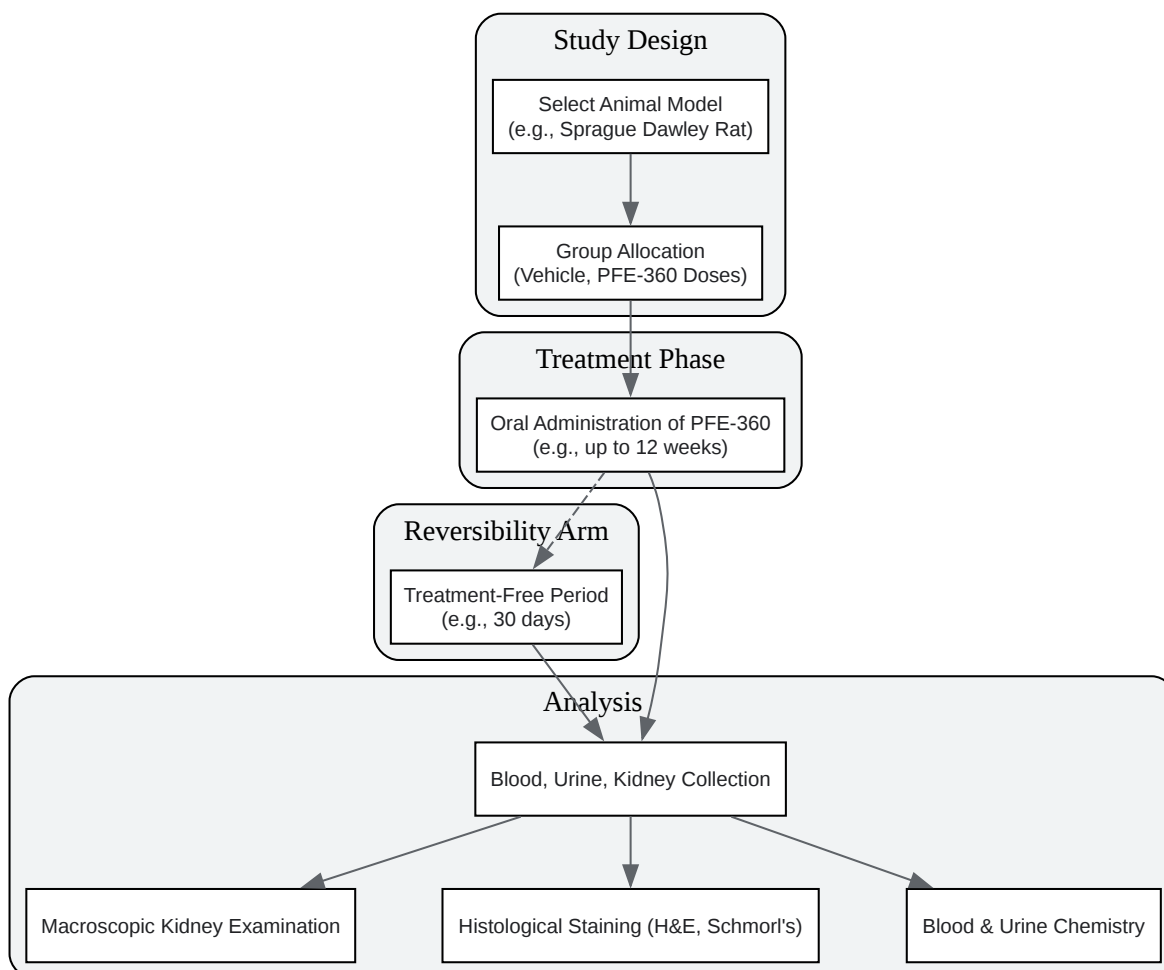 Study Design
Select Animal Model
(e.g., Sprague Dawley Rat)
Group Allocation
(Vehicle, PFE-360 Doses)
Treatment Phase
Oral Administration of PFE-360
(e.g., up to 12 weeks)
Reversibility Arm
Treatment-Free Period
(e.g., 30 days)
Analysis
Blood, Urine, Kidney Collection
Macroscopic Kidney Examination
Histological Staining (H&E, Schmorl's)
Blood & Urine Chemistry